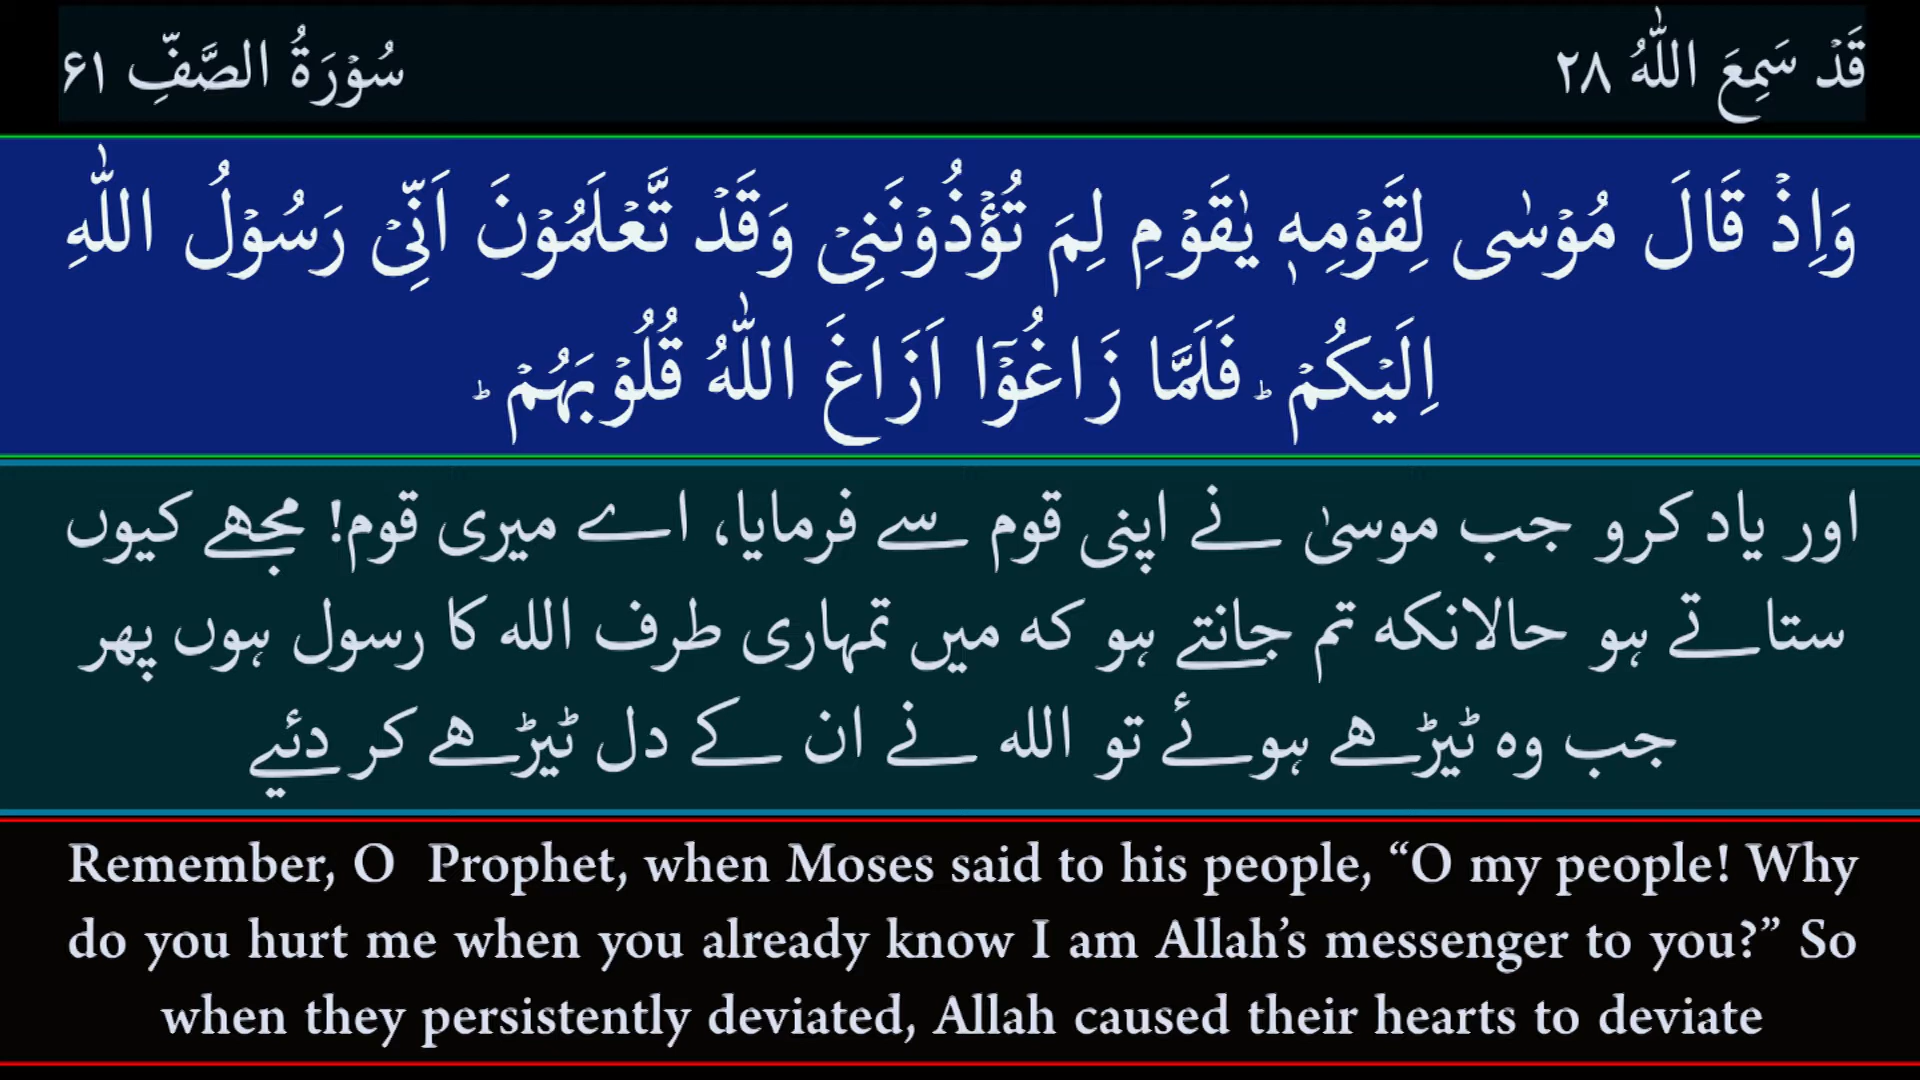 قَدۡ سَمِعَ اللّٰهُ ۲۸
سُوۡرَةُ الصَّفِّ ۶۱
وَاِذۡ قَالَ مُوۡسٰى لِقَوۡمِهٖ يٰقَوۡمِ لِمَ تُؤۡذُوۡنَنِىۡ وَقَدۡ تَّعۡلَمُوۡنَ اَنِّىۡ رَسُوۡلُ اللّٰهِ
اِلَيۡكُمۡ ؕ فَلَمَّا زَاغُوۡۤا اَزَاغَ اللّٰهُ قُلُوۡبَهُمۡ ؕ
اور یاد کرو جب موسیٰ نے اپنی قوم سے فرمایا، اے میری قوم! مجھے کیوں
ستاتے ہو حالانکہ تم جانتے ہو کہ میں تمہاری طرف اللہ کا رسول ہوں پھر
جب وہ ٹیڑھے ہوئے تو اللہ نے ان کے دل ٹیڑھے کر دئیے
Remember, O Prophet, when Moses said to his people, “O my people! Why
do you hurt me when you already know I am Allah’s messenger to you?” So
when they persistently deviated, Allah caused their hearts to deviate